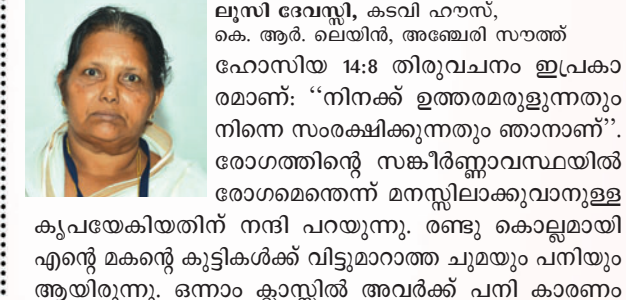 ലൂസി ദേവസ്സി, കടവി ഹൗസ്,
കെ. ആർ. ലെയിൻ, അഞ്ചേരി സൗത്ത്
ഹോസിയ 14:8 തിരുവചനം ഇപ്രകാ
രമാണ്: ‘‘നിനക്ക് ഉത്തരമരുളുന്നതും
നിന്നെ സംരക്ഷിക്കുന്നതും ഞാനാണ്’’.
രോഗത്തിന്റെ സങ്കീർണ്ണാവസ്ഥയിൽ
രോഗമെന്തെന്ന് മനസ്സിലാക്കുവാനുള്ള
കൃപയേകിയതിന് നന്ദി പറയുന്നു. രണ്ടു കൊല്ലമായി
എന്റെ മകന്റെ കുട്ടികൾക്ക് വിട്ടുമാറാത്ത ചുമയും പനിയും
ആയിരുന്നു. ഒന്നാം ക്ലാസ്സിൽ അവർക്ക് പനി കാരണം